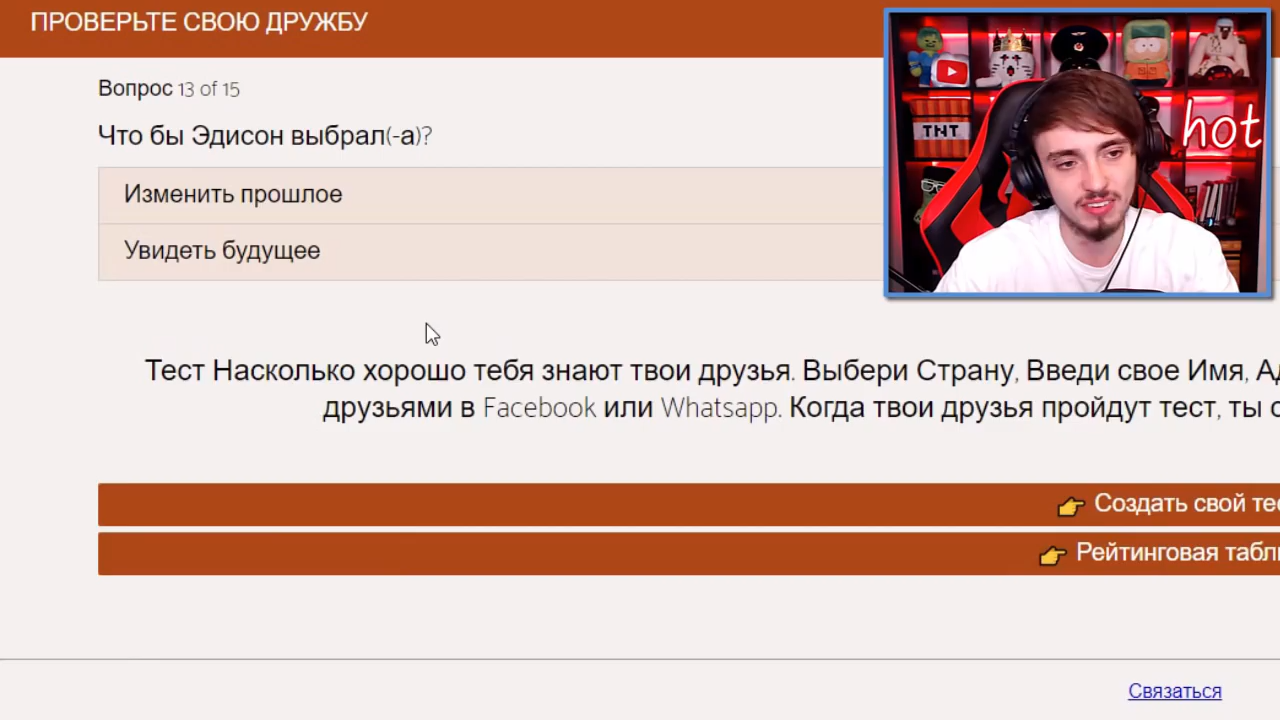 ПРОВЕРЬТЕ СВОЮ ДРУЖБУ
Вопрос 13 of 15
Что бы Эдисон выбрал(-а)?
Изменить прошлое
Увидеть будущее
TNT
hot
Тест Насколько хорошо тебя знают твои друзья. Выбери Страну, Введи свое Имя,
друзьями в Facebook или Whatsapp. Когда твои друзья пройдут тест, ты
👉 Создать свой
👉 Рейтинговая
Связаться